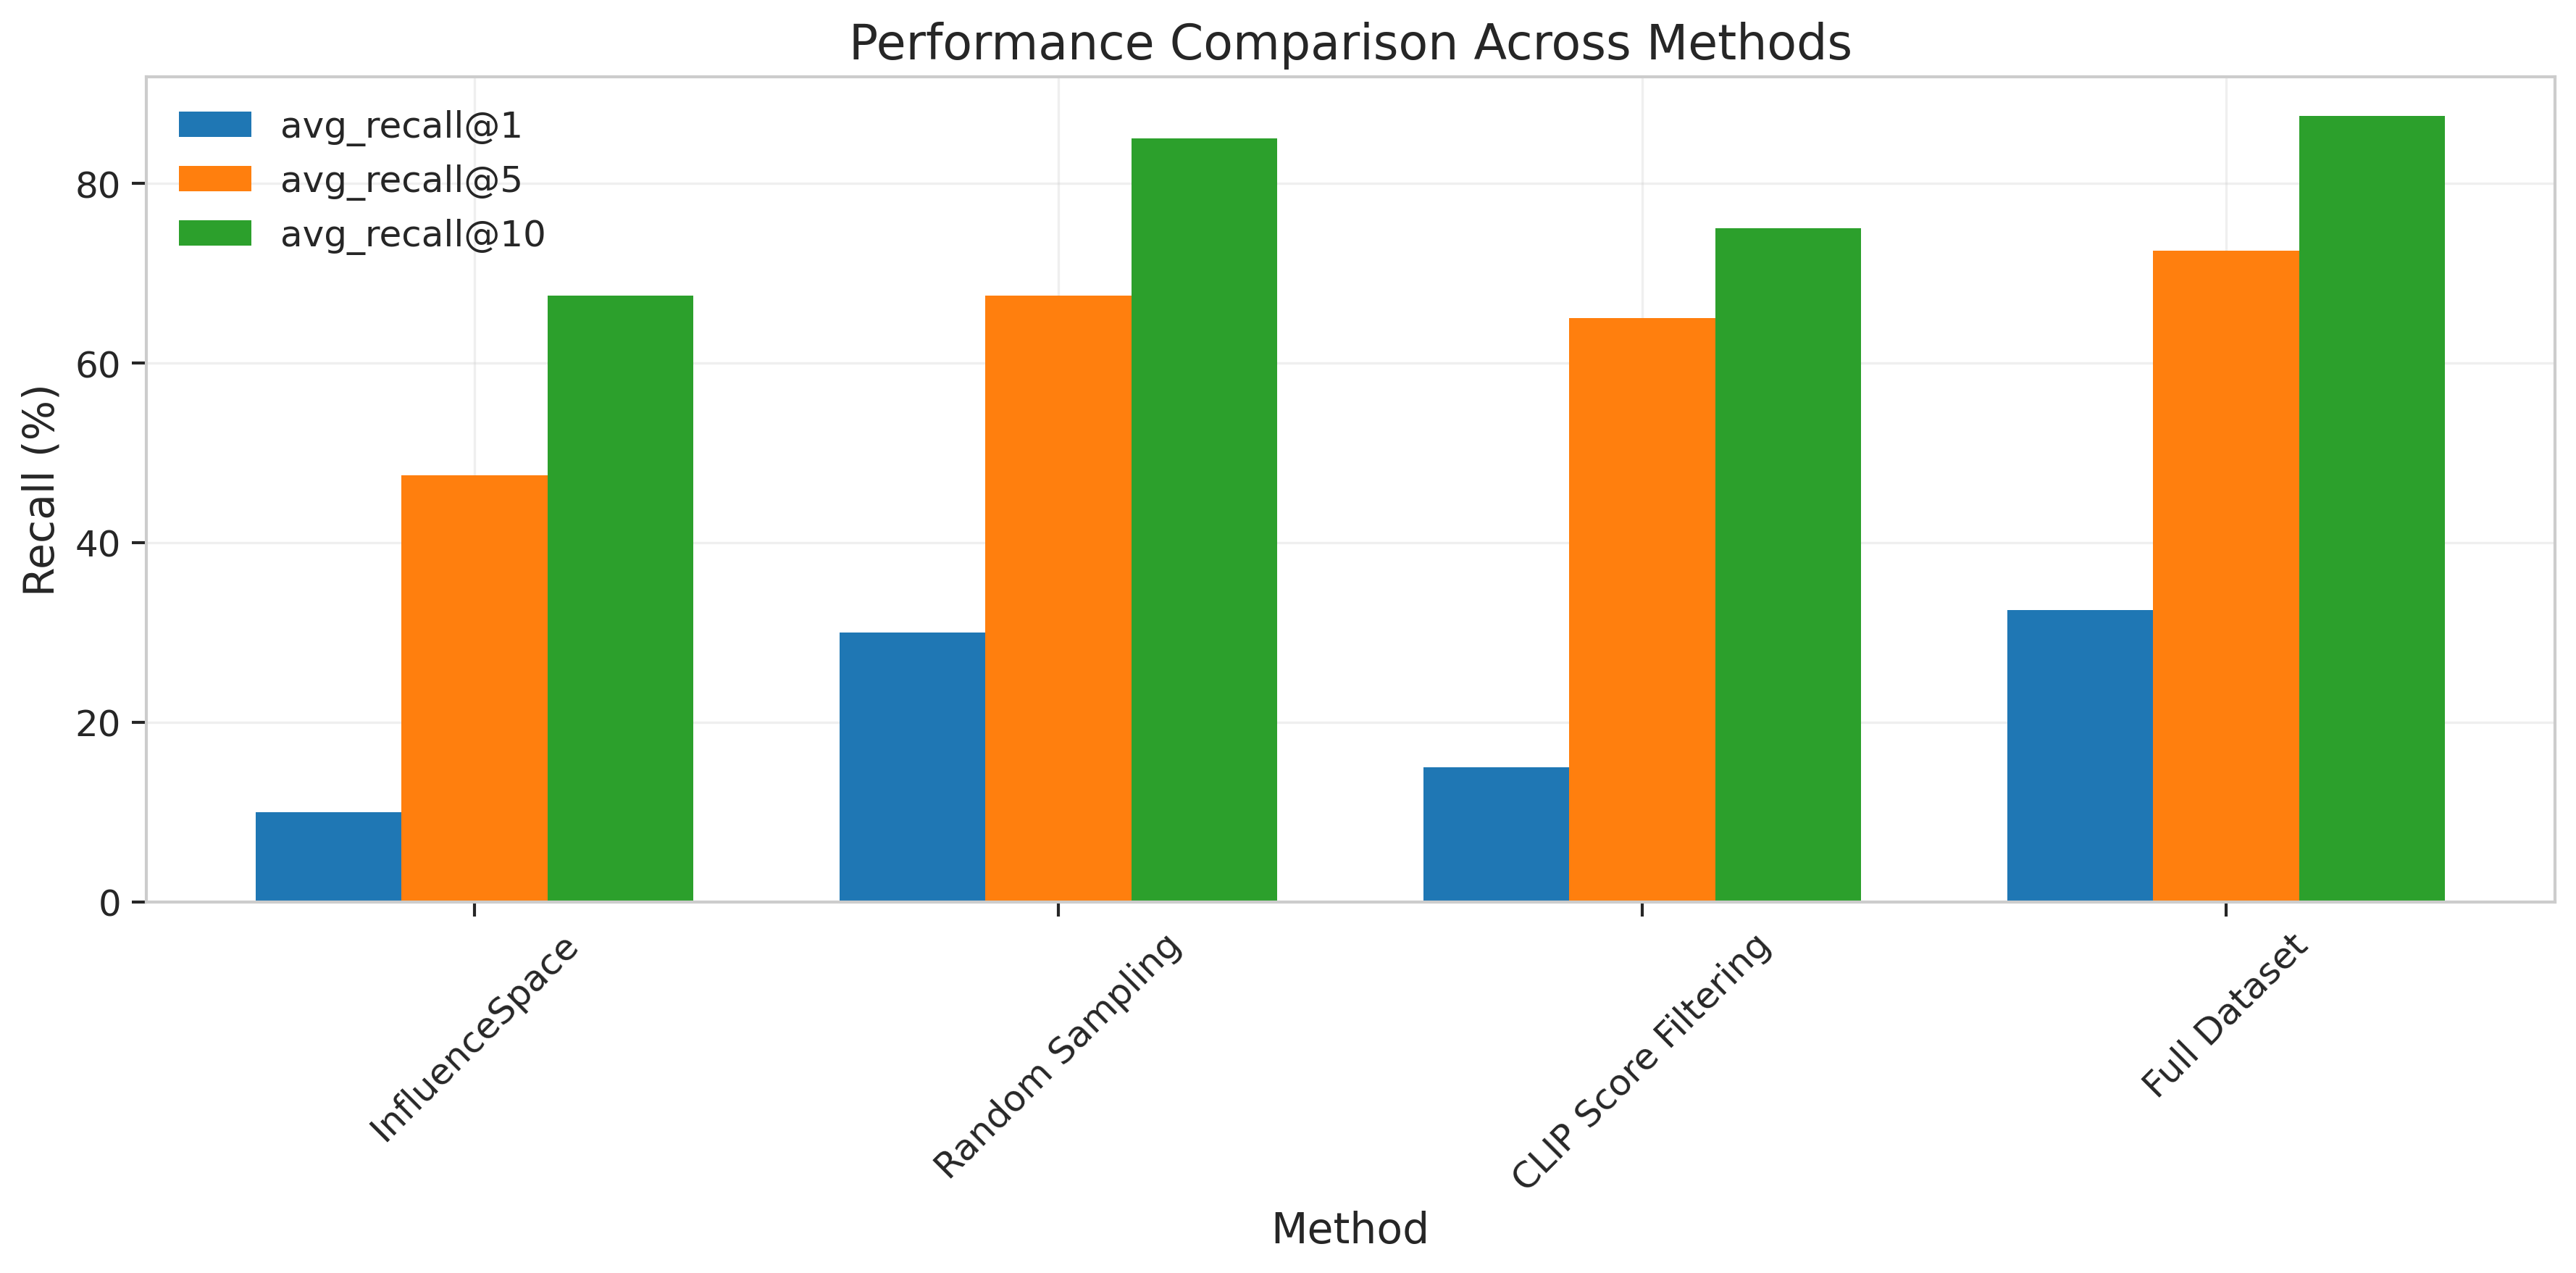 Performance Comparison Across Methods
avg_recall@1
avg_recall@5
avg_recall@10
Recall (%)
80
60
40
20
0
InfluenceSpace
Random Sampling
CLIP Score Filtering
Full Dataset
Method